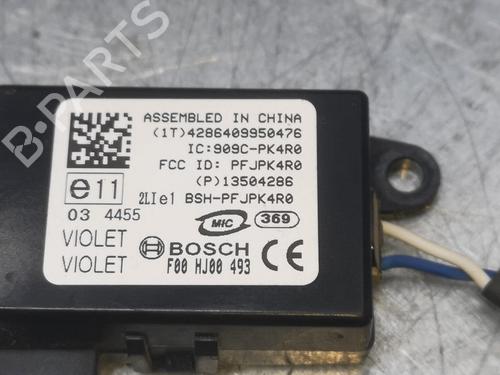 ASSEMBLED IN CHINA
(1T)4286409950476
IC:909C-PK4R0
FCC ID: PFJPK4R0
(P)13504286
e11
2LIe1 BSH-PFJPK4R0
03 4455
MIC
369
VIOLET
VIOLET
BOSCH
F00 HJ00 493
CE
B-PARTS